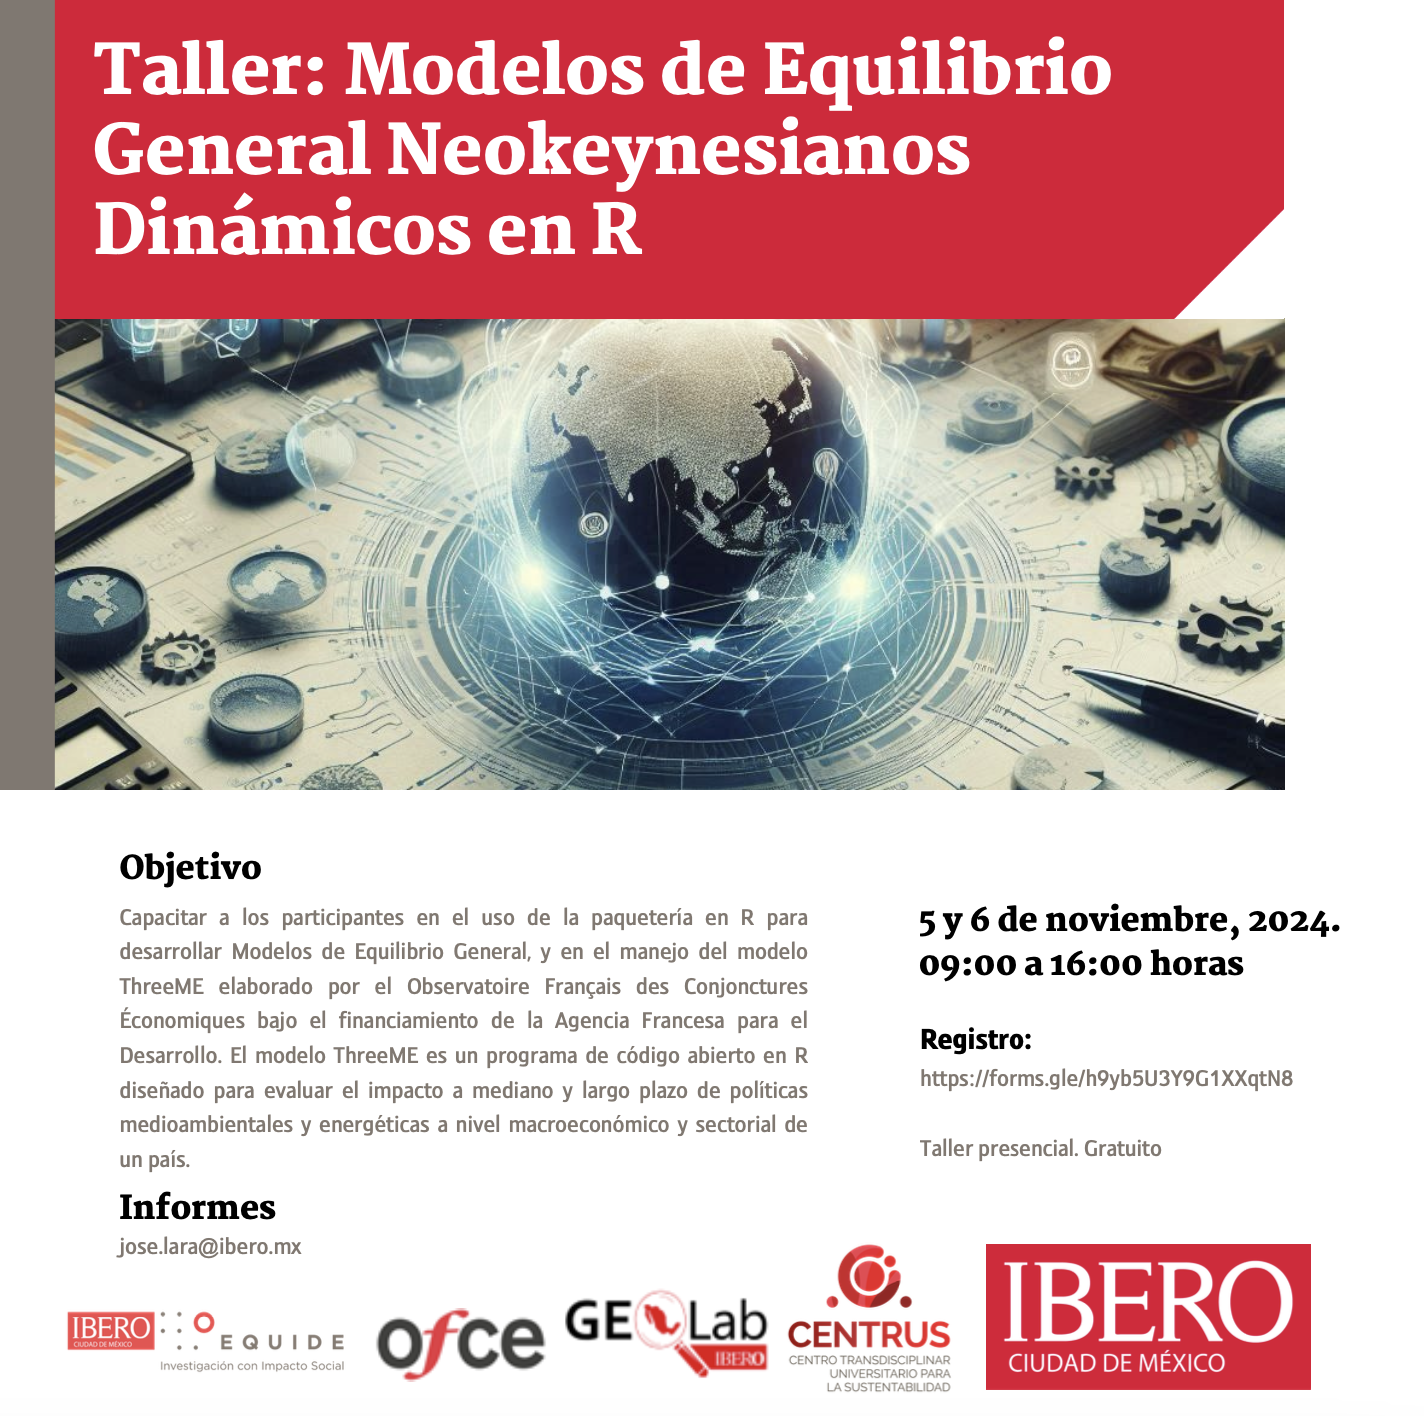 Taller: Modelos de Equilibrio
General Neokeynesianos
Dinámicos en R
Objetivo
Capacitar a los participantes en el uso de la paquetería en R para
desarrollar Modelos de Equilibrio General, y en el manejo del modelo
ThreeME elaborado por el Observatoire Français des Conjonctures
Économiques bajo el financiamiento de la Agencia Francesa para el
Desarrollo. El modelo ThreeME es un programa de código abierto en R
diseñado para evaluar el impacto a mediano y largo plazo de políticas
medioambientales y energéticas a nivel macroeconómico y sectorial de
un país.
Informes
jose.lara@ibero.mx
5 y 6 de noviembre, 2024.
09:00 a 16:00 horas
Registro:
https://forms.gle/h9yb5U3Y9G1XXqtN8
Taller presencial. Gratuito
IBERO
CIUDAD DE MÉXICO
EQUIDE
Investigación con Impacto Social
ofce
GEOLab
IBERO
CENTRUS
CENTRO TRANSDISCIPLINAR
UNIVERSITARIO PARA
LA SUSTENTABILIDAD
IBERO
CIUDAD DE MÉXICO